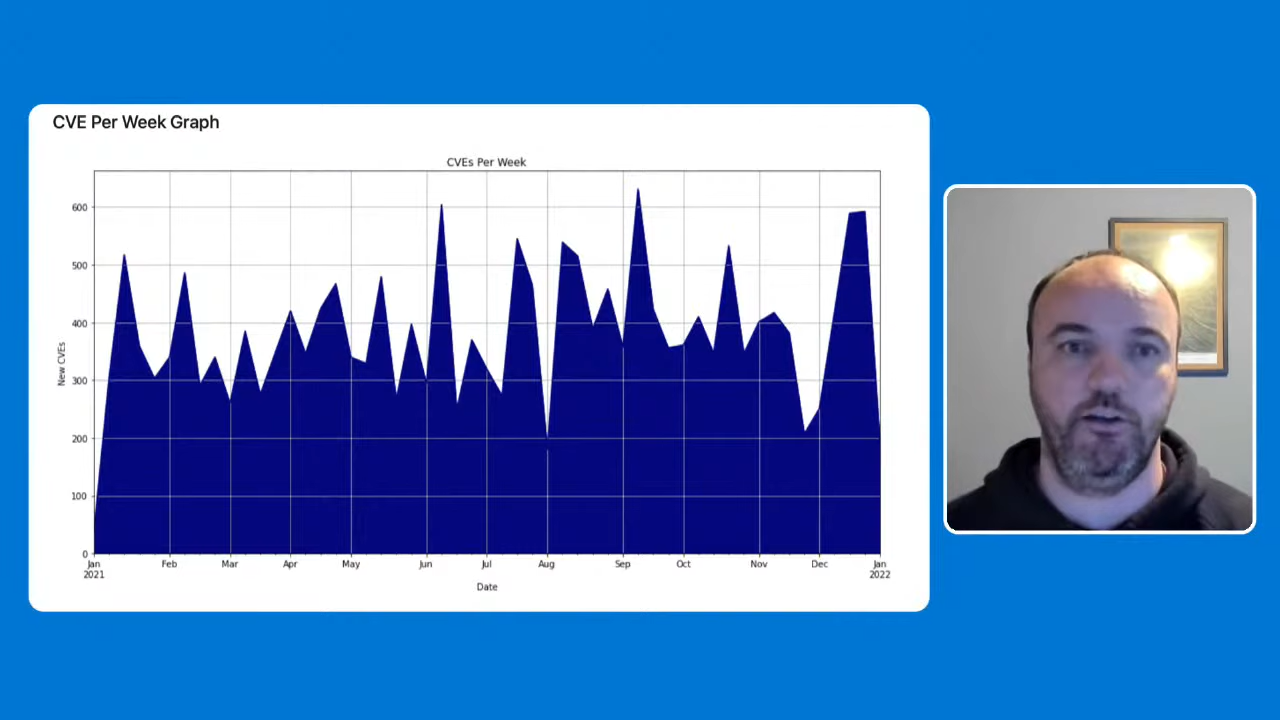 CVE Per Week Graph
CVEs Per Week
600
500
400
300
200
100
0
New CVEs
Jan Feb Mar Apr May Jun Jul Aug Sep Oct Nov Dec Jan
2021 2022
Date